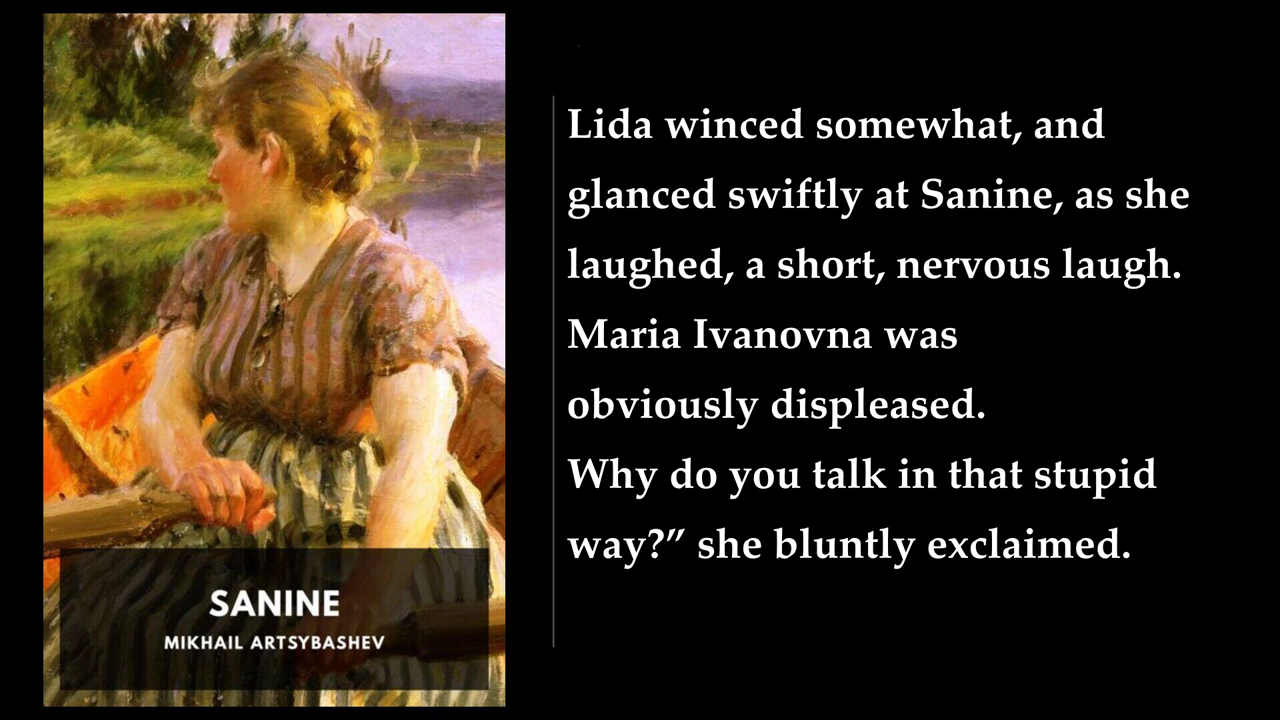 SANINE
MIKHAIL ARTSYBASHEV
Lida winced somewhat, and
glanced swiftly at Sanine, as she
laughed, a short, nervous laugh.
Maria Ivanovna was
obviously displeased.
Why do you talk in that stupid
way?” she bluntly exclaimed.